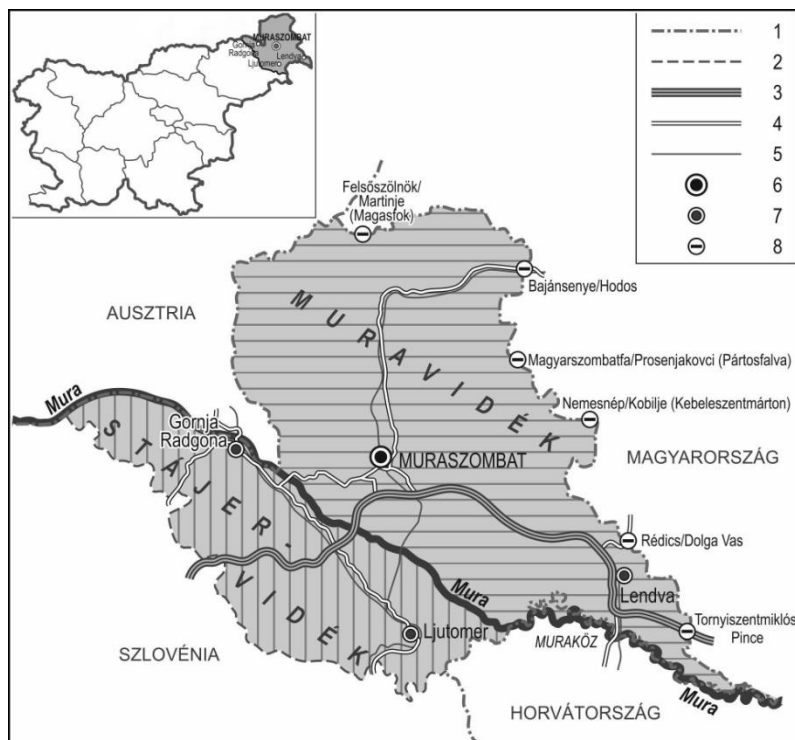 MURASZOMBAT
Gornja
Radgona
Lendva
Ljutomer
1
2
3
4
5
6
7
8
Felsőszölnök/
Martinje
(Magasfok)
Bajánsenye/Hodos
AUSZTRIA
MURAVIDÉK
Magyarszombatfa/Prosenjakovci (Pártosfalva)
Mura
Nemesnép/Kobilje (Kebeleszentmárton)
Gornja
Radgona
STÁJER-
VIDÉK
MURASZOMBAT
MAGYARORSZÁG
Rédics/Dolga Vas
Mura
Lendva
Ljutomer
Tornyiszentmiklós
Pince
SZLOVÉNIA
MURAKÖZ
Mura
HORVÁTORSZÁG